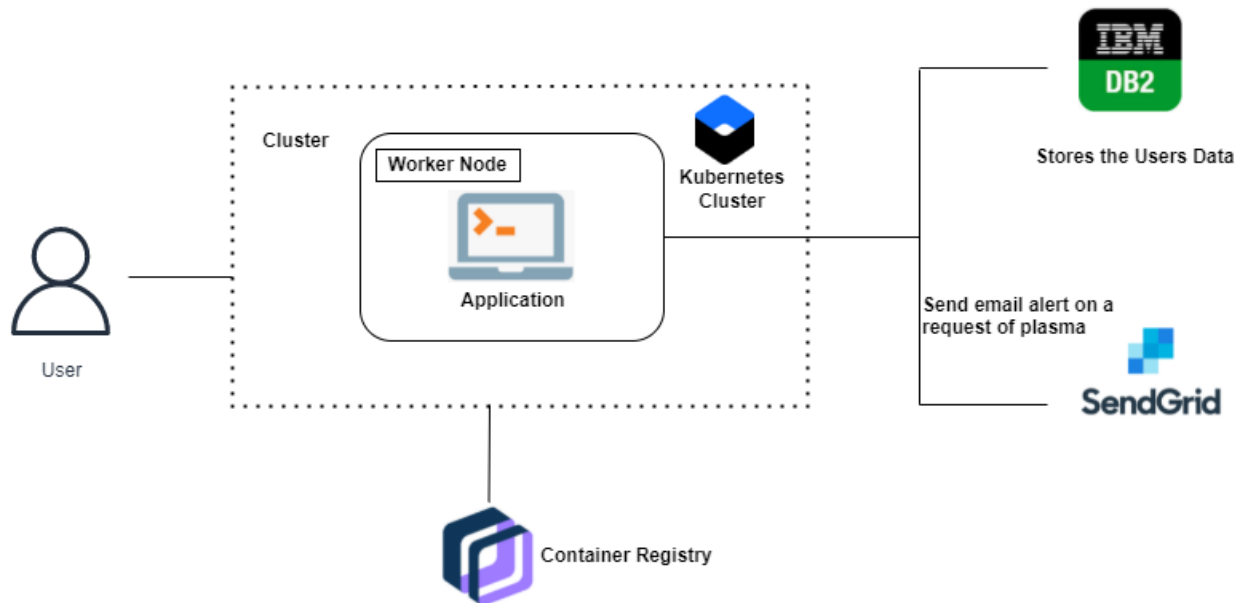 IBM
DB2
Stores the Users Data
Cluster
Worker Node
Kubernetes
Cluster
Application
User
Send email alert on a
request of plasma
SendGrid
Container Registry